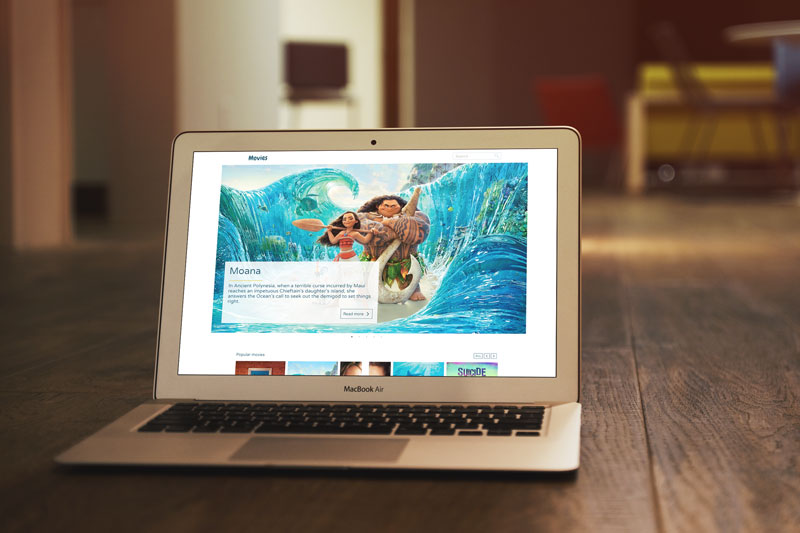 Movies
Search
Moana
In Ancient Polynesia, when a terrible curse incurred by Maui
reaches an impetuous Chieftain's daughter's island, she
answers the Ocean's call to seek out the demigod to set things
right.
Read more
Popular movies
SUICIDE
MacBook Air